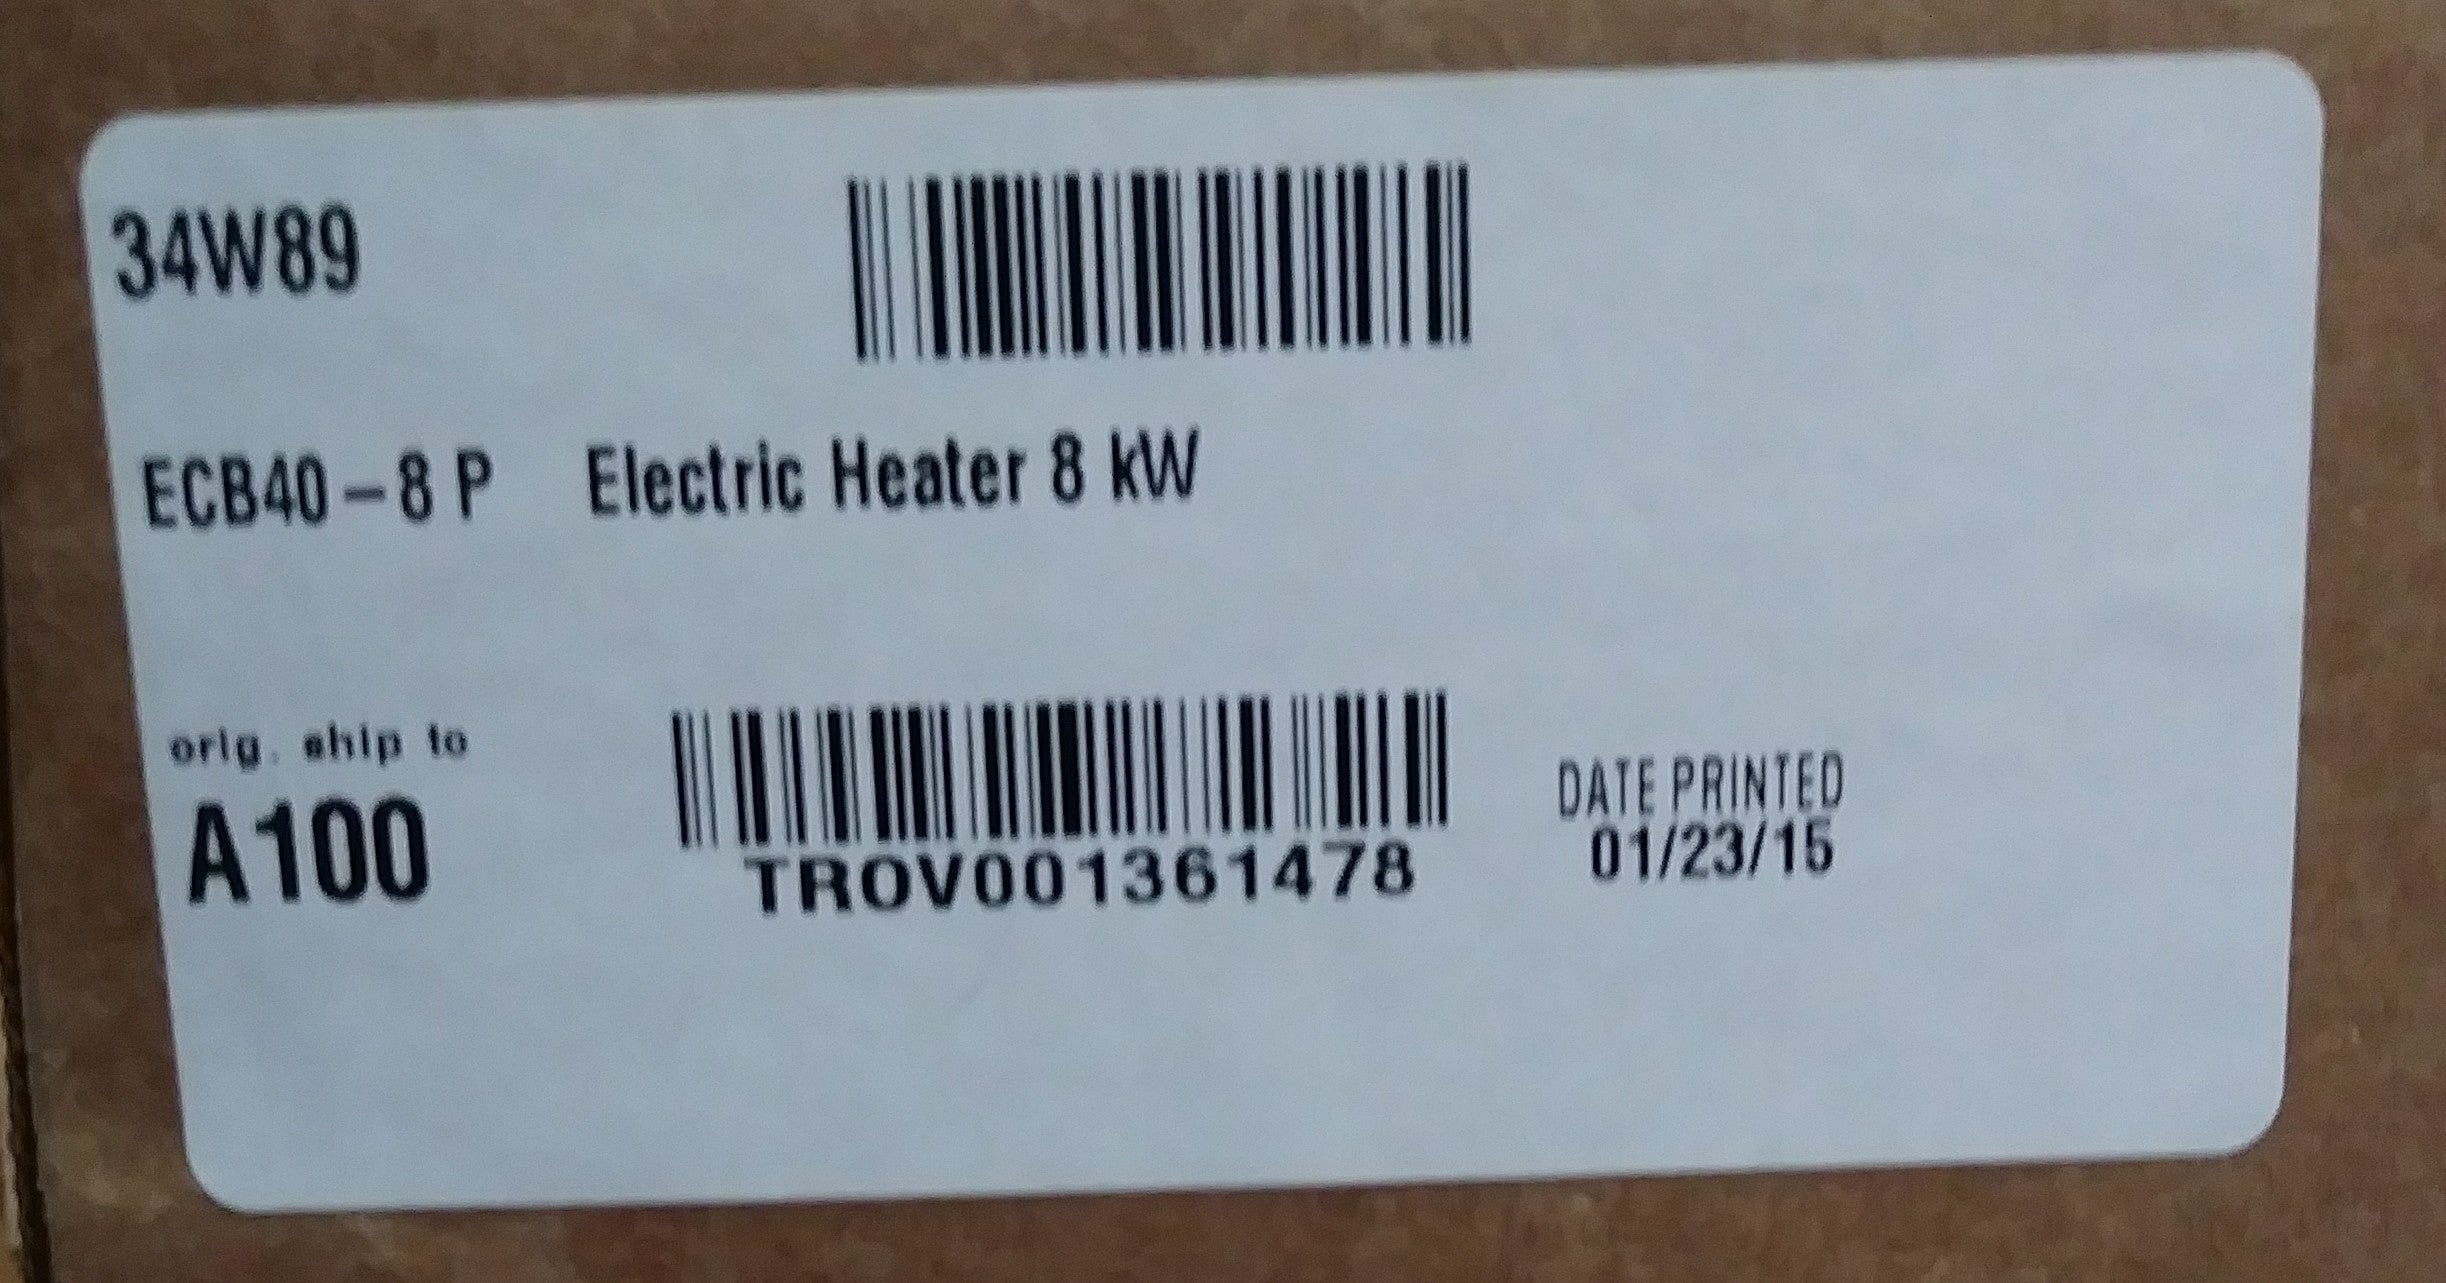 34W89
ECB40-8 P Electric Heater 8 kW
orig. ship to
A100
TROV001361478
DATE PRINTED
01/23/15